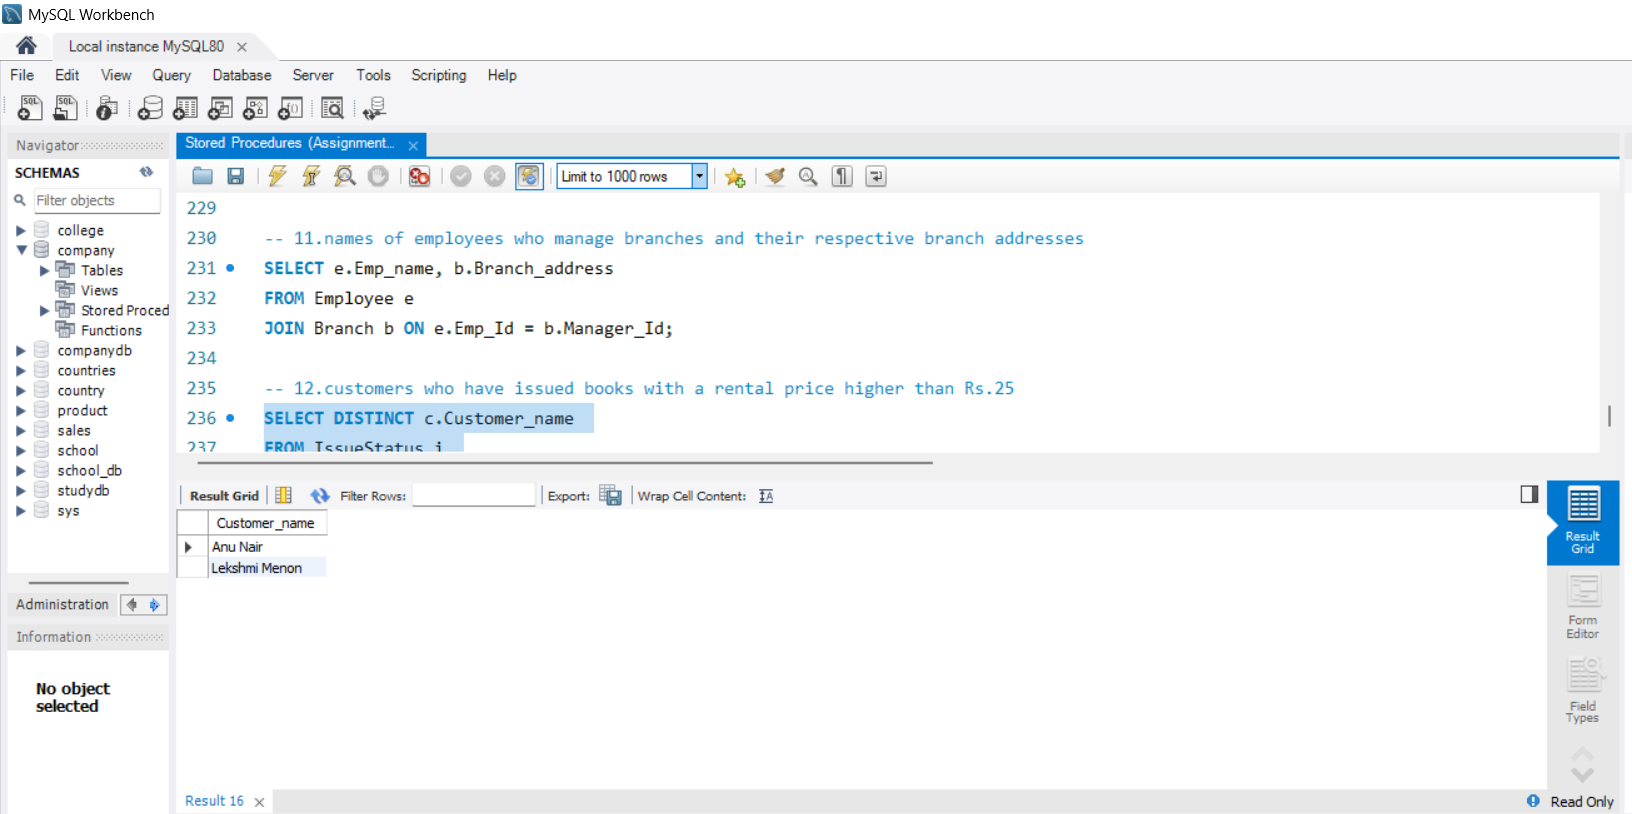 MySQL Workbench
Local instance MySQL80
File Edit View Query Database Server Tools Scripting Help
Navigator
SCHEMAS
Filter objects
college
company
Tables
Views
Stored Proced
Functions
companydb
countries
country
product
sales
school
school_db
studydb
sys
Administration
Information
No object
selected
Stored Procedures (Assignment...
Limit to 1000 rows
229
230 -- 11.names of employees who manage branches and their respective branch addresses
231 SELECT e.Emp_name, b.Branch_address
232 FROM Employee e
233 JOIN Branch b ON e.Emp_Id = b.Manager_Id;
234
235 -- 12.customers who have issued books with a rental price higher than Rs.25
236 SELECT DISTINCT c.Customer_name
237 FROM IssueStatus i
Result Grid Filter Rows: Export: Wrap Cell Content:
Customer_name
Anu Nair
Lekshmi Menon
Result
Grid
Form
Editor
Field
Types
Result 16
Read Only